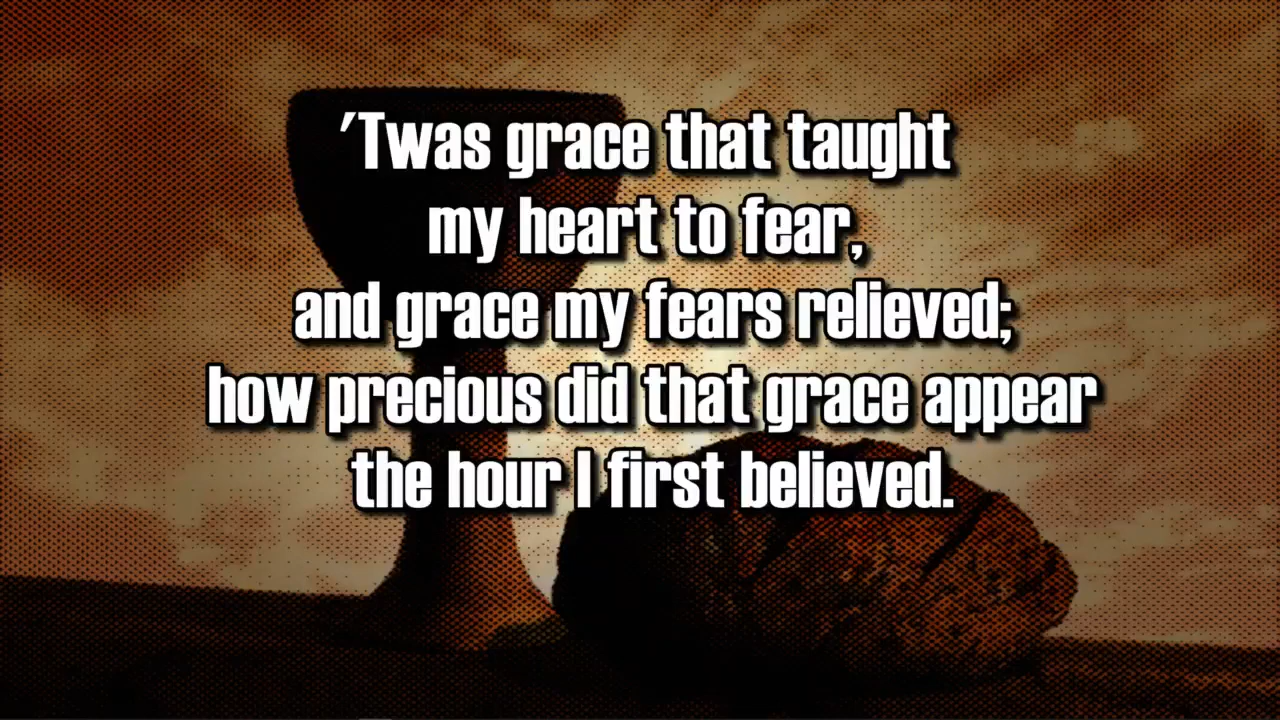 'Twas grace that taught
my heart to fear,
and grace my fears relieved;
how precious did that grace appear
the hour I first believed.